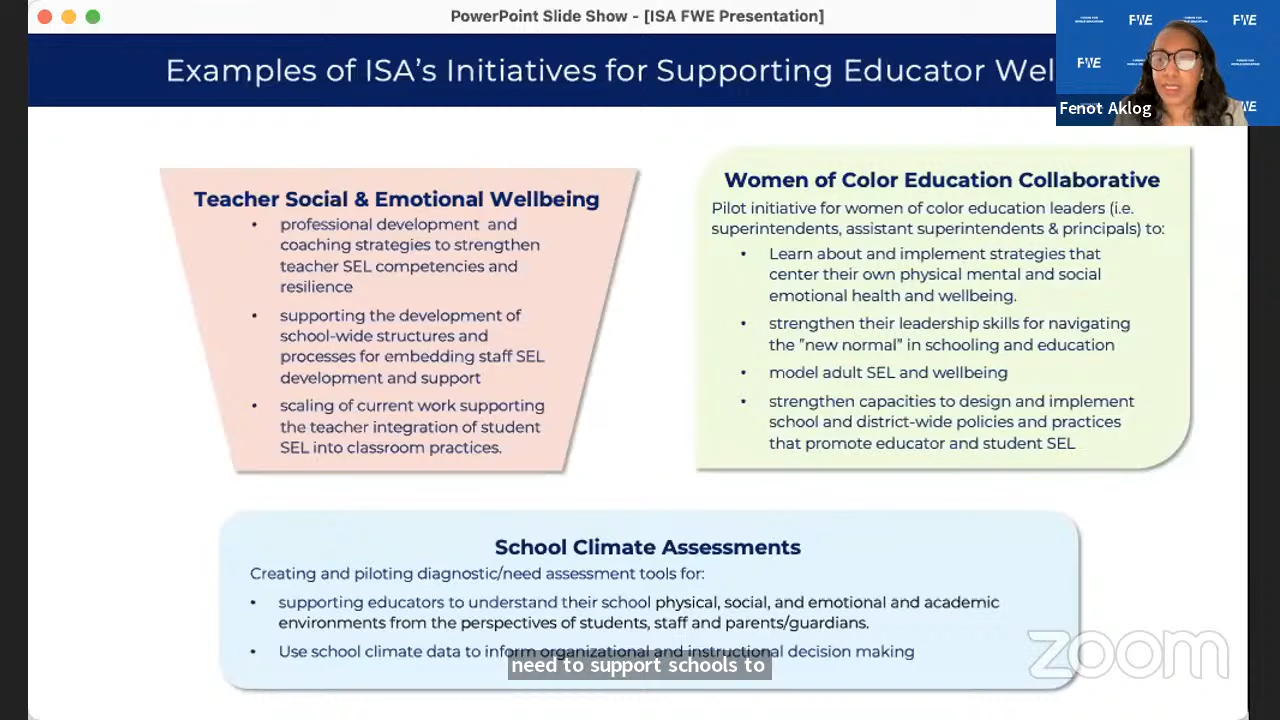 PowerPoint Slide Show - [ISA FWE Presentation]
Examples of ISA's Initiatives for Supporting Educator Wel
FWE
FWE
FWE
Fenot Aklog
WE
Teacher Social & Emotional Wellbeing
• professional development and
coaching strategies to strengthen
teacher SEL competencies and
resilience
• supporting the development of
school-wide structures and
processes for embedding staff SEL
development and support
• scaling of current work supporting
the teacher integration of student
SEL into classroom practices.
Women of Color Education Collaborative
Pilot initiative for women of color education leaders (i.e.
superintendents, assistant superintendents & principals) to:
• Learn about and implement strategies that
center their own physical mental and social
emotional health and wellbeing.
• strengthen their leadership skills for navigating
the "new normal" in schooling and education
• model adult SEL and wellbeing
• strengthen capacities to design and implement
school and district-wide policies and practices
that promote educator and student SEL
School Climate Assessments
Creating and piloting diagnostic/need assessment tools for:
• supporting educators to understand their school physical, social, and emotional and academic
environments from the perspectives of students, staff and parents/guardians.
• Use school climate data to inform organizational and instructional decision making
need to support schools to
zoom